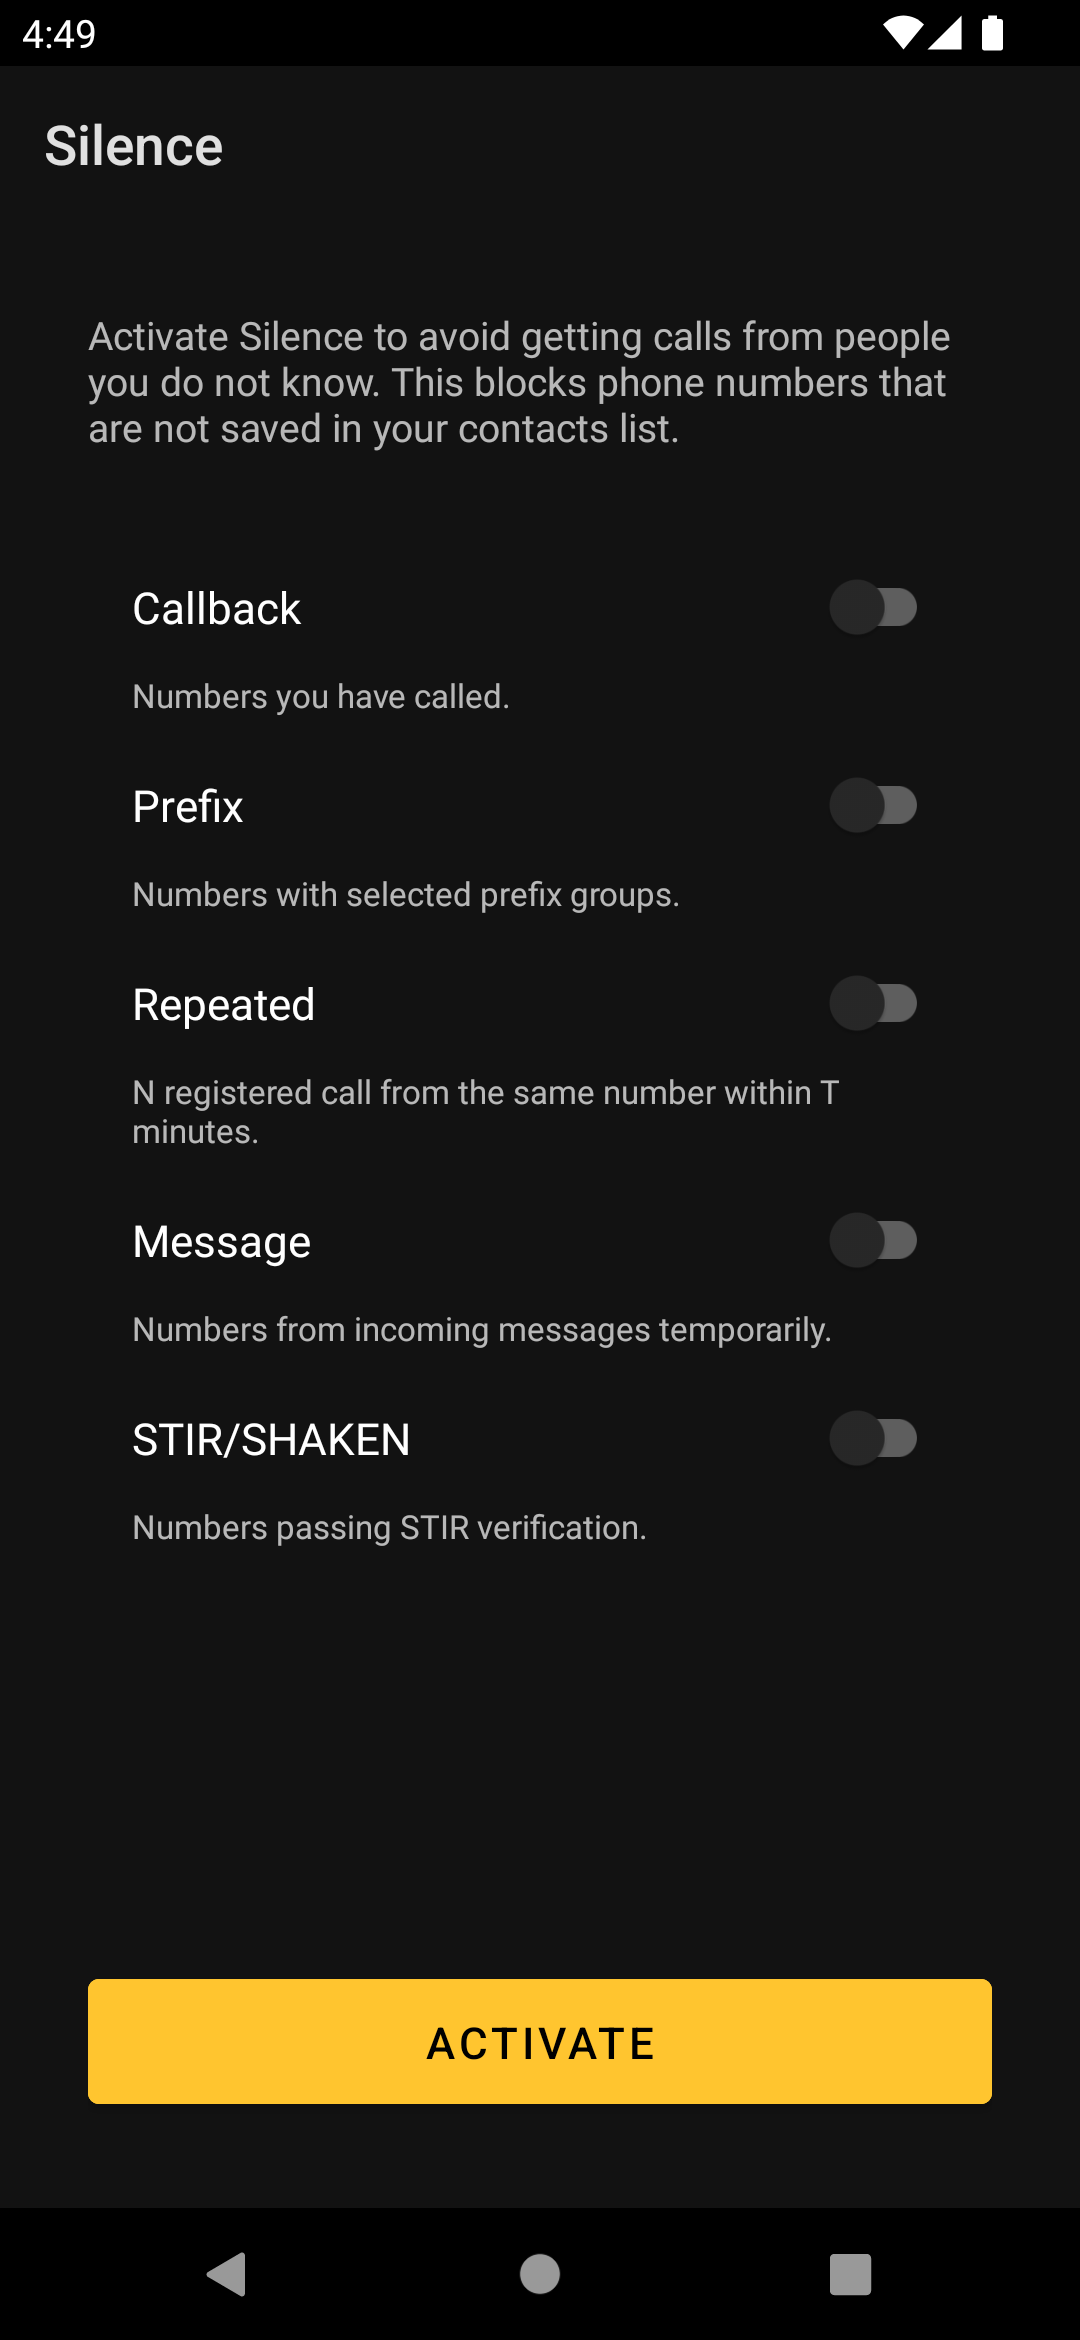 4:49
Silence
Activate Silence to avoid getting calls from people
you do not know. This blocks phone numbers that
are not saved in your contacts list.
Callback
Numbers you have called.
Prefix
Numbers with selected prefix groups.
Repeated
N registered call from the same number within T
minutes.
Message
Numbers from incoming messages temporarily.
STIR/SHAKEN
Numbers passing STIR verification.
ACTIVATE